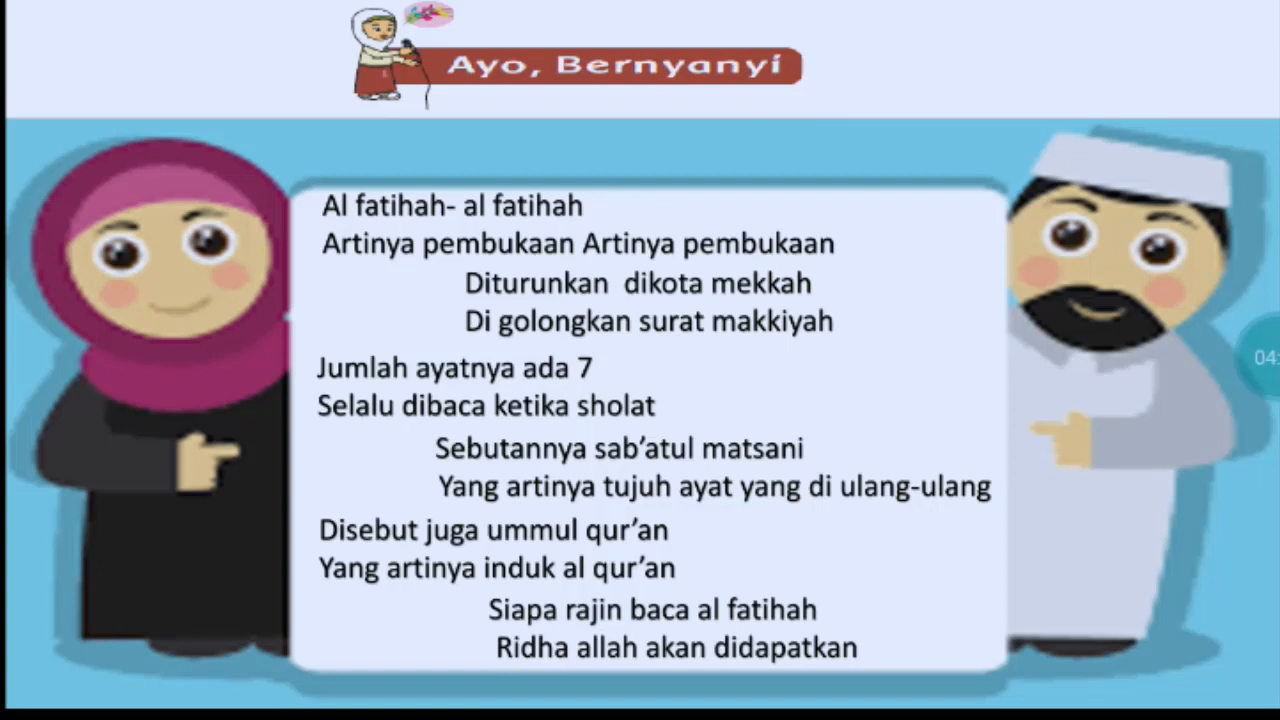 Ayo, Bernyanyi
Al fatihah- al fatihah
Artinya pembukaan Artinya pembukaan
Diturunkan dikota mekkah
Di golongkan surat makkiyah
Jumlah ayatnya ada 7
Selalu dibaca ketika sholat
Sebutannya sab’atul matsani
Yang artinya tujuh ayat yang di ulang-ulang
Disebut juga ummul qur’an
Yang artinya induk al qur’an
Siapa rajin baca al fatihah
Ridha allah akan didapatkan
04: